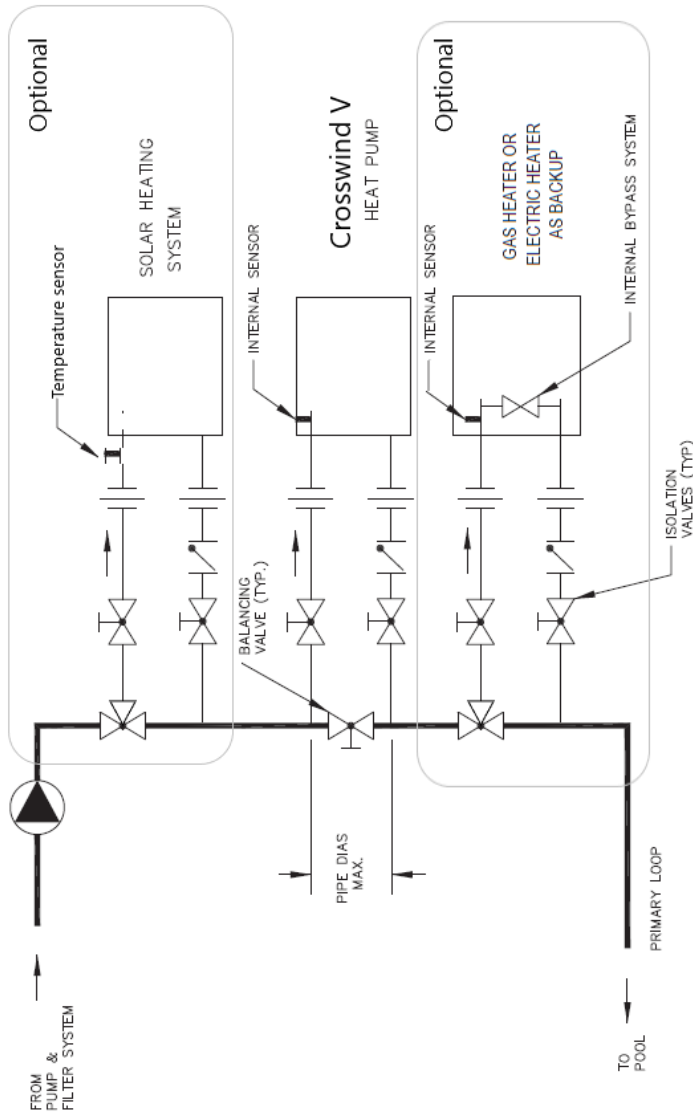 Optional
Temperature sensor
SOLAR HEATING
SYSTEM
INTERNAL SENSOR
Crosswind V
HEAT PUMP
Optional
INTERNAL SENSOR
GAS HEATER OR
ELECTRIC HEATER
AS BACKUP
INTERNAL BYPASS SYSTEM
BALANCING
VALVE (TYP.)
ISOLATION
VALVES (TYP)
PIPE DIAS
MAX.
FROM
PUMP &
FILTER SYSTEM
TO
POOL
PRIMARY LOOP